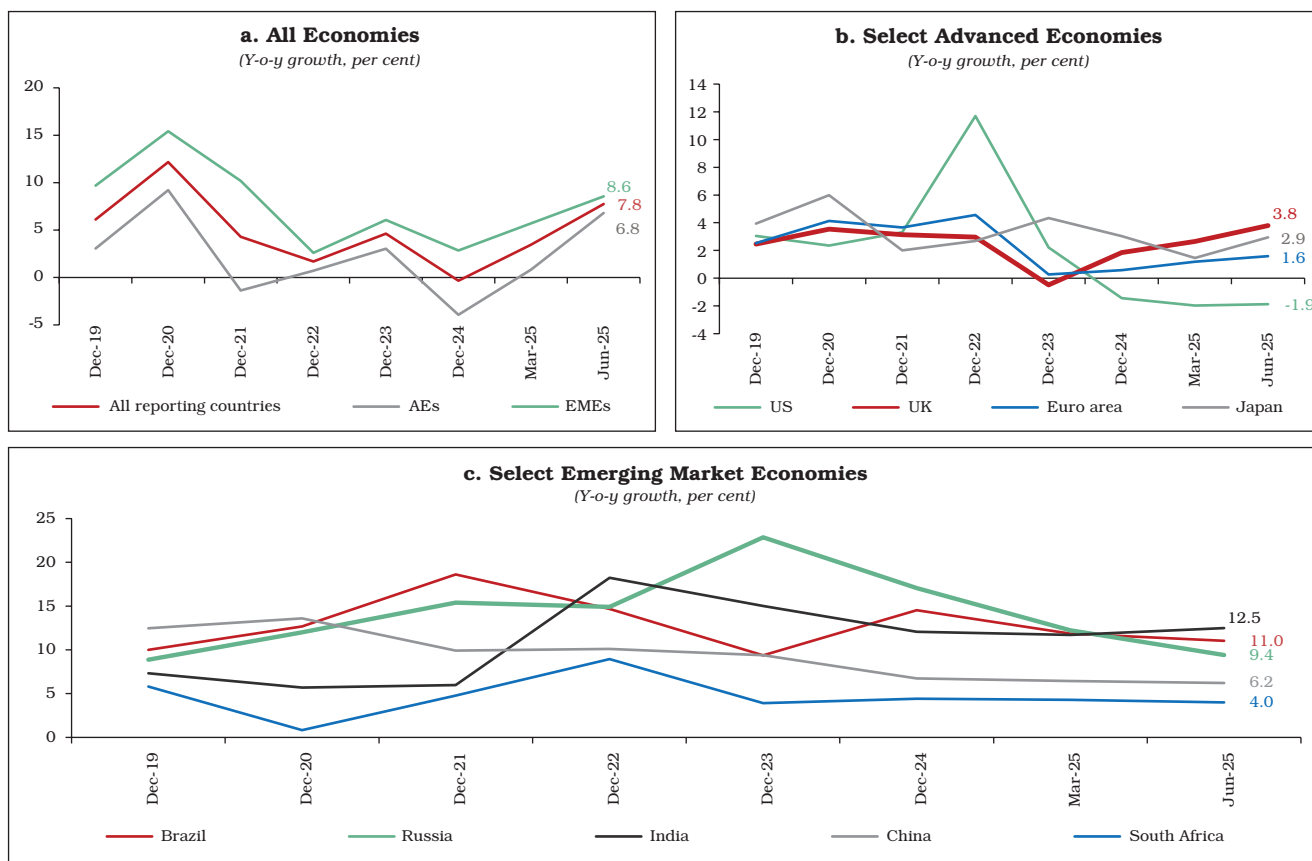 a. All Economies
(Y-o-y growth, per cent)
20
15
10
5
0
-5
8.6
7.8
6.8
Dec-19
Dec-20
Dec-21
Dec-22
Dec-23
Dec-24
Mar-25
Jun-25
All reporting countries
AEs
EMEs
b. Select Advanced Economies
(Y-o-y growth, per cent)
14
12
10
8
6
4
2
0
-2
-4
3.8
2.9
1.6
-1.9
Dec-19
Dec-20
Dec-21
Dec-22
Dec-23
Dec-24
Mar-25
Jun-25
US
UK
Euro area
Japan
c. Select Emerging Market Economies
(Y-o-y growth, per cent)
25
20
15
10
5
0
12.5
11.0
9.4
6.2
4.0
Dec-19
Dec-20
Dec-21
Dec-22
Dec-23
Dec-24
Mar-25
Jun-25
Brazil
Russia
India
China
South Africa